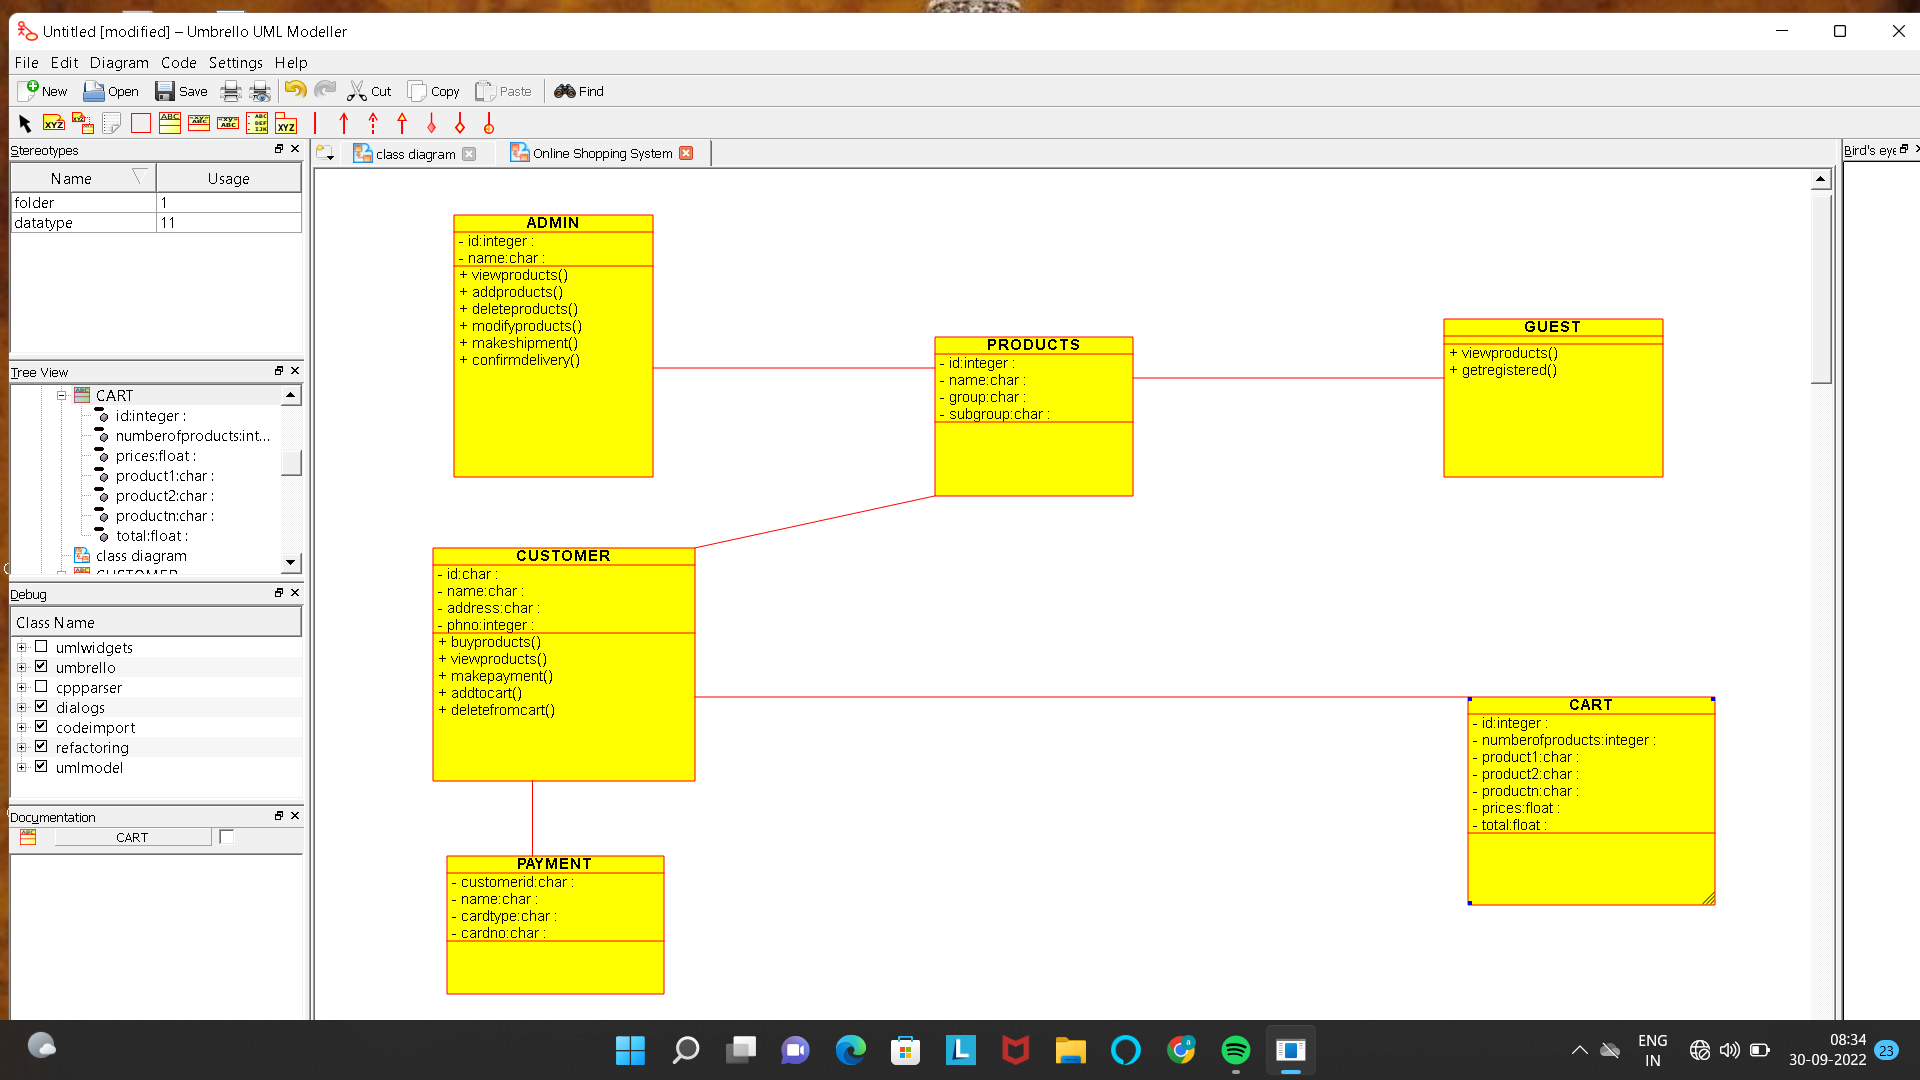 Untitled [modified] – Umbrello UML Modeller
File Edit Diagram Code Settings Help
New Open Save Cut Copy Paste Find
Stereotypes
Name Usage
folder 1
datatype 11
Tree View
CART
id:integer :
numberofproducts:int...
prices:float :
product1:char :
product2:char :
productn:char :
total:float :
class diagram
CUSTOMER
Debug
Class Name
umlwidgets
umbrello
cppparser
dialogs
codeimport
refactoring
umlmodel
Documentation
CART
class diagram
Online Shopping System
Bird's eye
ADMIN
- id:integer :
- name:char :
+ viewproducts()
+ addproducts()
+ deleteproducts()
+ modifyproducts()
+ makeshipment()
+ confirmdelivery()
PRODUCTS
- id:integer :
- name:char :
- group:char :
- subgroup:char :
GUEST
+ viewproducts()
+ getregistered()
CUSTOMER
- id:char :
- name:char :
- address:char :
- phno:integer :
+ buyproducts()
+ viewproducts()
+ makepayment()
+ addtocart()
+ deletefromcart()
CART
- id:integer :
- numberofproducts:integer :
- product1:char :
- product2:char :
- productn:char :
- prices:float :
- total:float :
PAYMENT
- customerid:char :
- name:char :
- cardtype:char :
- cardno:char :
ENG
IN
08:34
30-09-2022
23